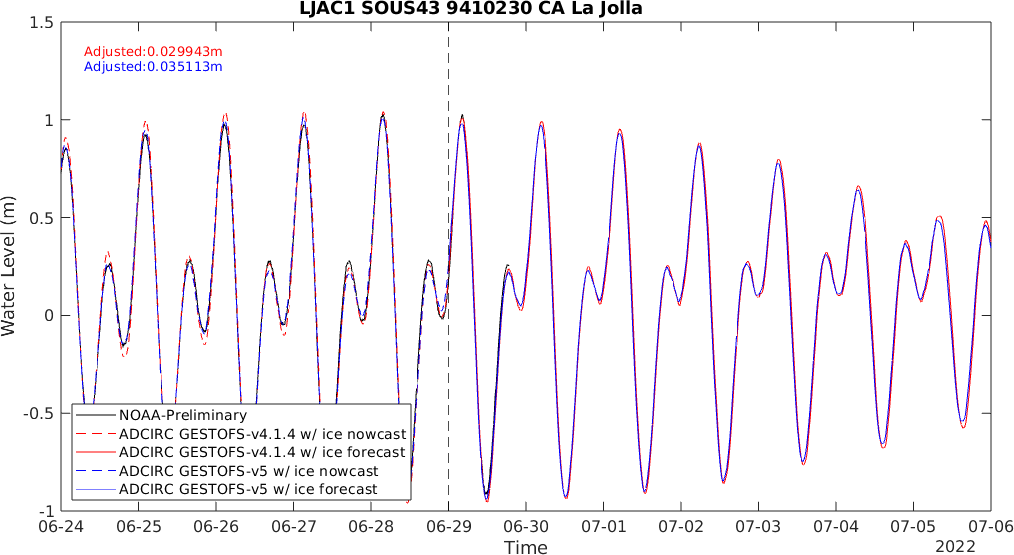 LJAC1 SOUS43 9410230 CA La Jolla
1.5
Adjusted:0.029943m
Adjusted:0.035113m
1
0.5
Water Level (m)
0
-0.5
NOAA-Preliminary
ADCIRC GESTOFS-v4.1.4 w/ ice nowcast
ADCIRC GESTOFS-v4.1.4 w/ ice forecast
ADCIRC GESTOFS-v5 w/ ice nowcast
ADCIRC GESTOFS-v5 w/ ice forecast
-1
06-24 06-25 06-26 06-27 06-28 06-29 06-30 07-01 07-02 07-03 07-04 07-05 07-06
Time
2022